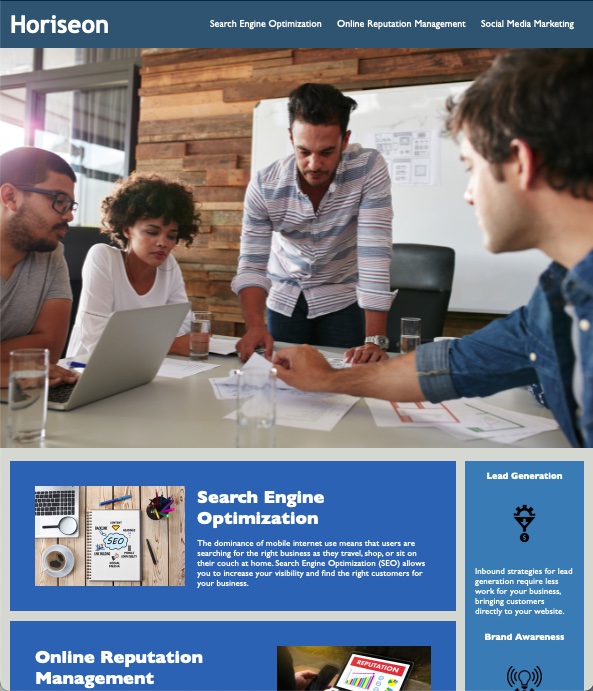 Horiseon
Search Engine Optimization
Online Reputation Management
Social Media Marketing
SEO
Search Engine
Optimization
The dominance of mobile internet use means that users are
searching for the right business as they travel, shop, or sit on
their couch at home. Search Engine Optimization (SEO) allows
you to increase your visibility and find the right customers for
your business.
Online Reputation
Management
REPUTATION
Lead Generation
$
Inbound strategies for lead
generation require less
work for your business,
bringing customers
directly to your website.
Brand Awareness